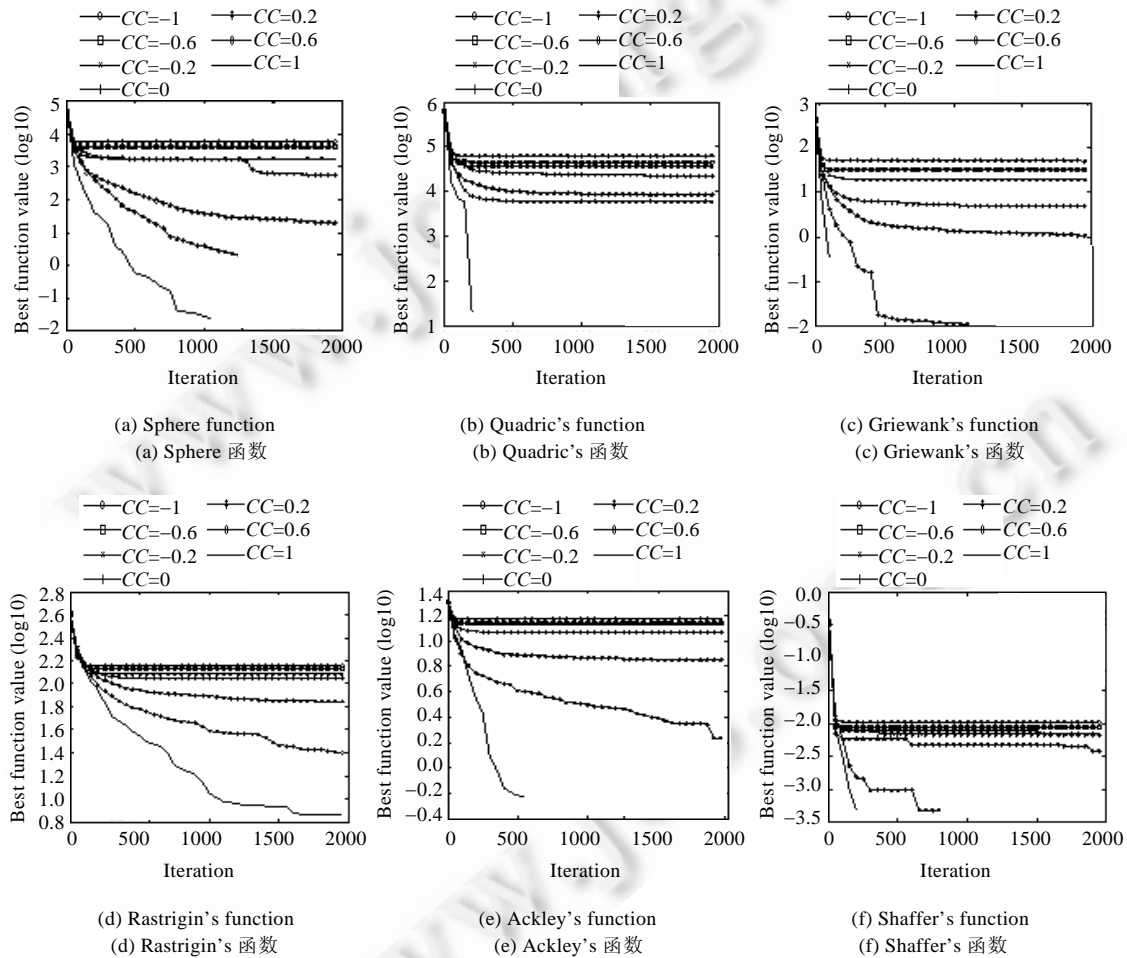 CC=−1 CC=0.2 CC=−1 CC=0.2 CC=−1 CC=0.2
CC=−0.6 CC=0.6 CC=−0.6 CC=0.6 CC=−0.6 CC=0.6
CC=−0.2 CC=1 CC=−0.2 CC=1 CC=−0.2 CC=1
CC=0 CC=0 CC=0
Best function value (log10)
5
4
3
2
1
0
−1
−2
0 500 1000 1500 2000
Iteration
Best function value (log10)
6
5
4
3
2
1
0 500 1000 1500 2000
Iteration
Best function value (log10)
3
2
1
0
−1
−2
0 500 1000 1500 2000
Iteration
(a) Sphere function (b) Quadric's function (c) Griewank's function
(a) Sphere 函数 (b) Quadric's 函数 (c) Griewank's 函数
CC=−1 CC=0.2 CC=−1 CC=0.2 CC=−1 CC=0.2
CC=−0.6 CC=0.6 CC=−0.6 CC=0.6 CC=−0.6 CC=0.6
CC=−0.2 CC=1 CC=−0.2 CC=1 CC=−0.2 CC=1
CC=0 CC=0 CC=0
Best function value (log10)
2.8
2.6
2.4
2.2
2.0
1.8
1.6
1.4
1.2
1.0
0.8
0 500 1000 1500 2000
Iteration
Best function value (log10)
1.4
1.2
1.0
0.8
0.6
0.4
0.2
0.0
−0.2
−0.4
0 500 1000 1500 2000
Iteration
Best function value (log10)
0.0
−0.5
−1.0
−1.5
−2.0
−2.5
−3.0
−3.5
0 500 1000 1500 2000
Iteration
(d) Rastrigin's function (e) Ackley's function (f) Shaffer's function
(d) Rastrigin's 函数 (e) Ackley's 函数 (f) Shaffer's 函数